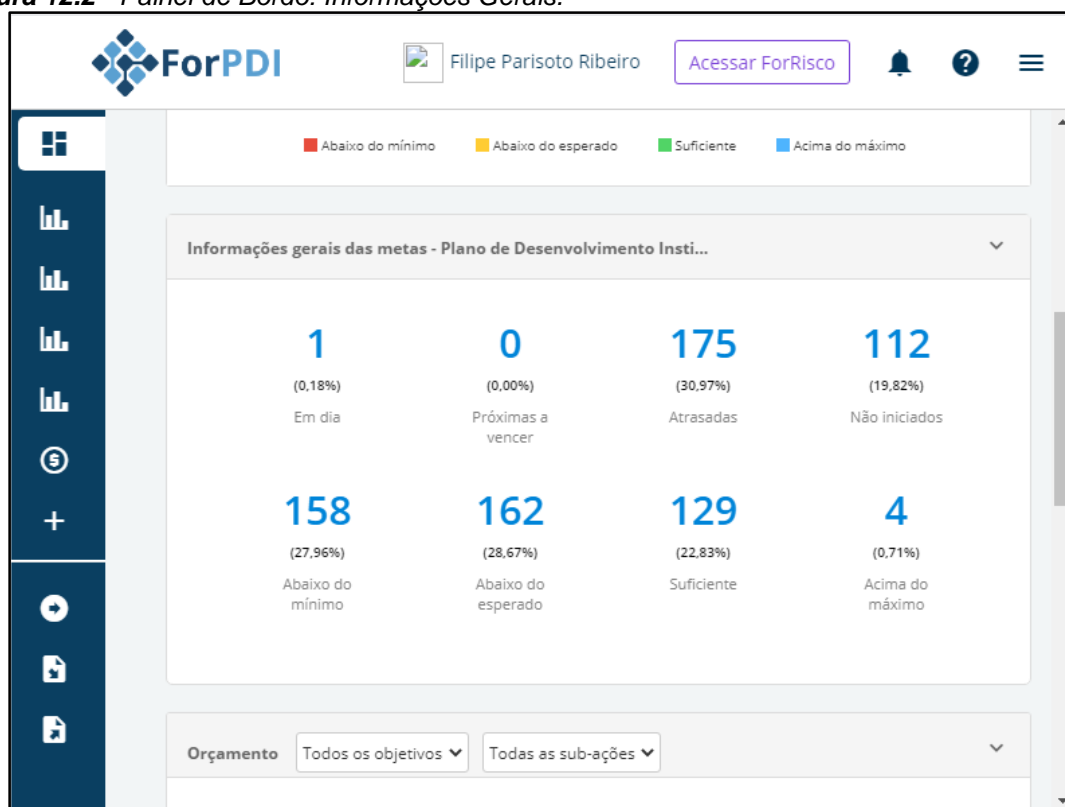 12.2 - Painel de Bordo: Informações Gerais.
ForPDI
Filipe Parisoto Ribeiro
Acessar ForRisco
Abaixo do mínimo Abaixo do esperado Suficiente Acima do máximo
Informações gerais das metas - Plano de Desenvolvimento Insti...
1 0 175 112
(0,18%) (0,00%) (30,97%) (19,82%)
Em dia Próximas a Atrasadas Não iniciados
vencer
158 162 129 4
(27,96%) (28,67%) (22,83%) (0,71%)
Abaixo do Abaixo do Suficiente Acima do
mínimo esperado máximo
Orçamento Todos os objetivos Todas as sub-ações